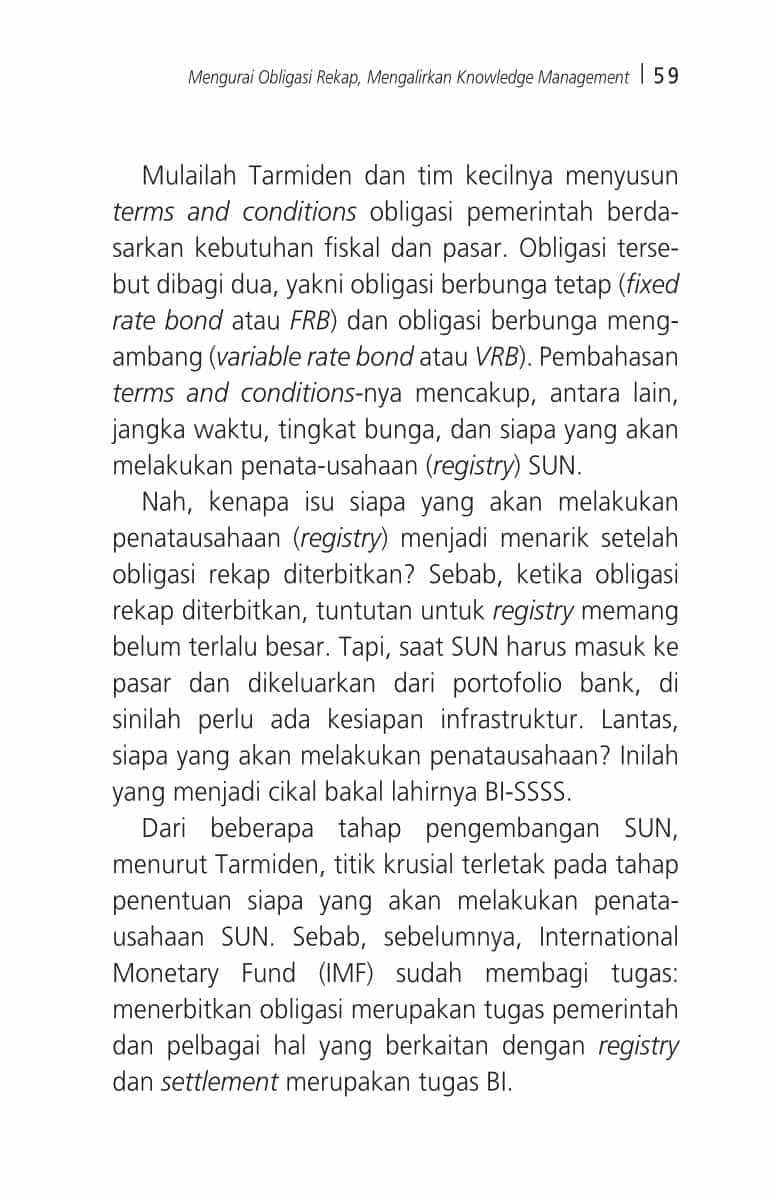 Mengurai Obligasi Rekap, Mengalirkan Knowledge Management | 59
Mulailah Tarmiden dan tim kecilnya menyusun
terms and conditions obligasi pemerintah berda-
sarkan kebutuhan fiskal dan pasar. Obligasi terse-
but dibagi dua, yakni obligasi berbunga tetap (fixed
rate bond atau FRB) dan obligasi berbunga meng-
ambang (variable rate bond atau VRB). Pembahasan
terms and conditions-nya mencakup, antara lain,
jangka waktu, tingkat bunga, dan siapa yang akan
melakukan penata-usahaan (registry) SUN.
Nah, kenapa isu siapa yang akan melakukan
penatausahaan (registry) menjadi menarik setelah
obligasi rekap diterbitkan? Sebab, ketika obligasi
rekap diterbitkan, tuntutan untuk registry memang
belum terlalu besar. Tapi, saat SUN harus masuk ke
pasar dan dikeluarkan dari portofolio bank, di
sinilah perlu ada kesiapan infrastruktur. Lantas,
siapa yang akan melakukan penatausahaan? Inilah
yang menjadi cikal bakal lahirnya BI-SSSS.
Dari beberapa tahap pengembangan SUN,
menurut Tarmiden, titik krusial terletak pada tahap
penentuan siapa yang akan melakukan penata-
usahaan SUN. Sebab, sebelumnya, International
Monetary Fund (IMF) sudah membagi tugas:
menerbitkan obligasi merupakan tugas pemerintah
dan pelbagai hal yang berkaitan dengan registry
dan settlement merupakan tugas BI.